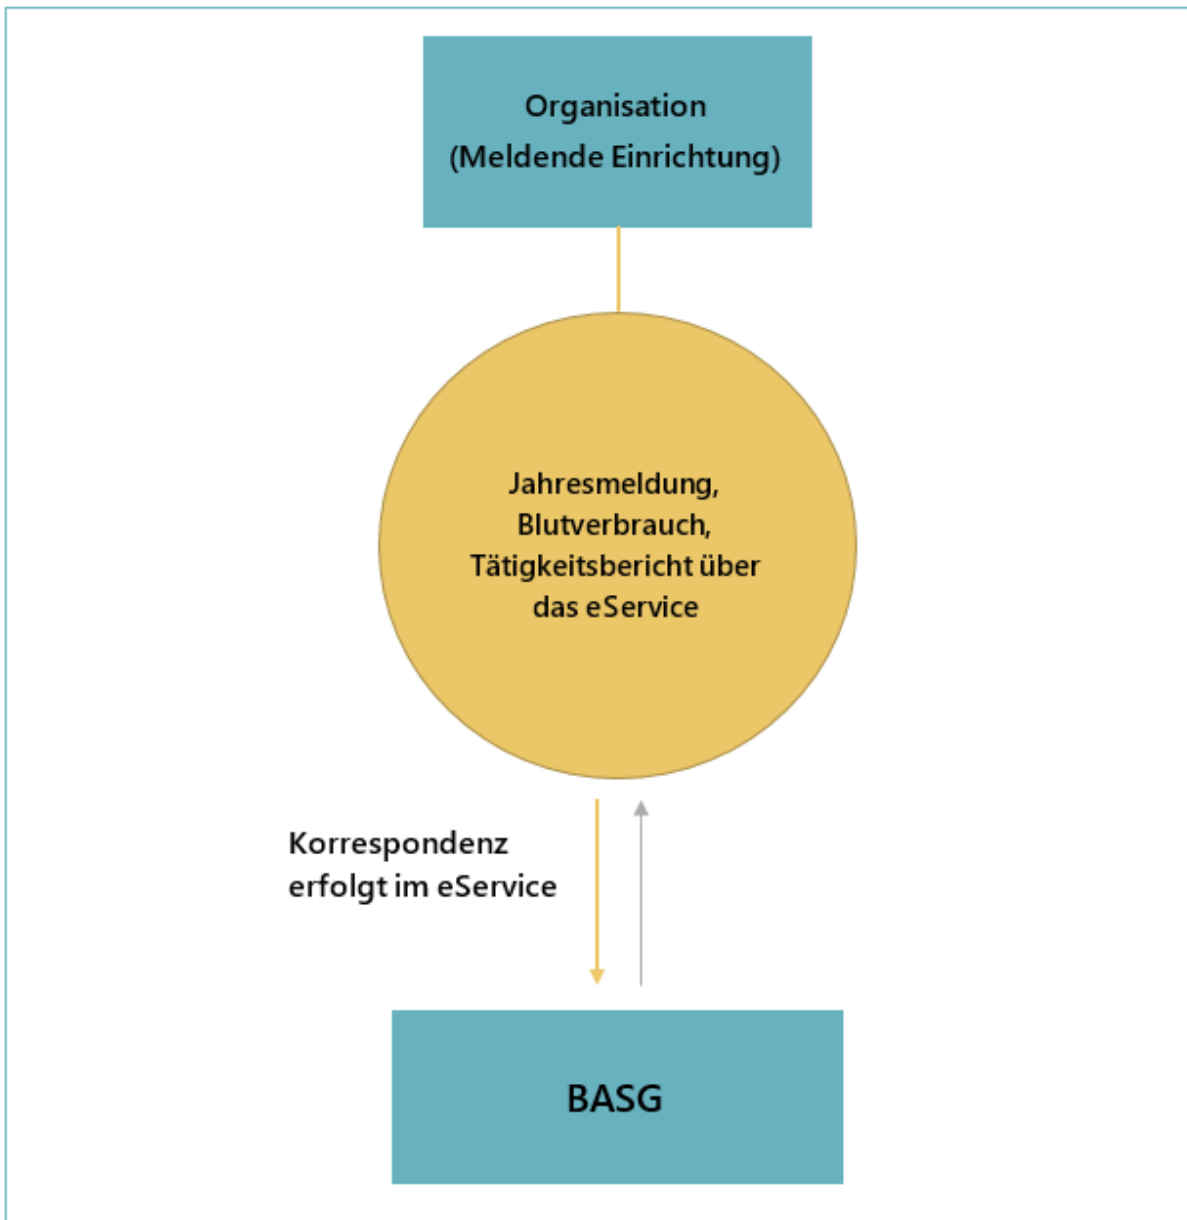 Organisation
(Meldende Einrichtung)
Jahresmeldung,
Blutverbrauch,
Tätigkeitsbericht über
das eService
Korrespondenz
erfolgt im eService
BASG